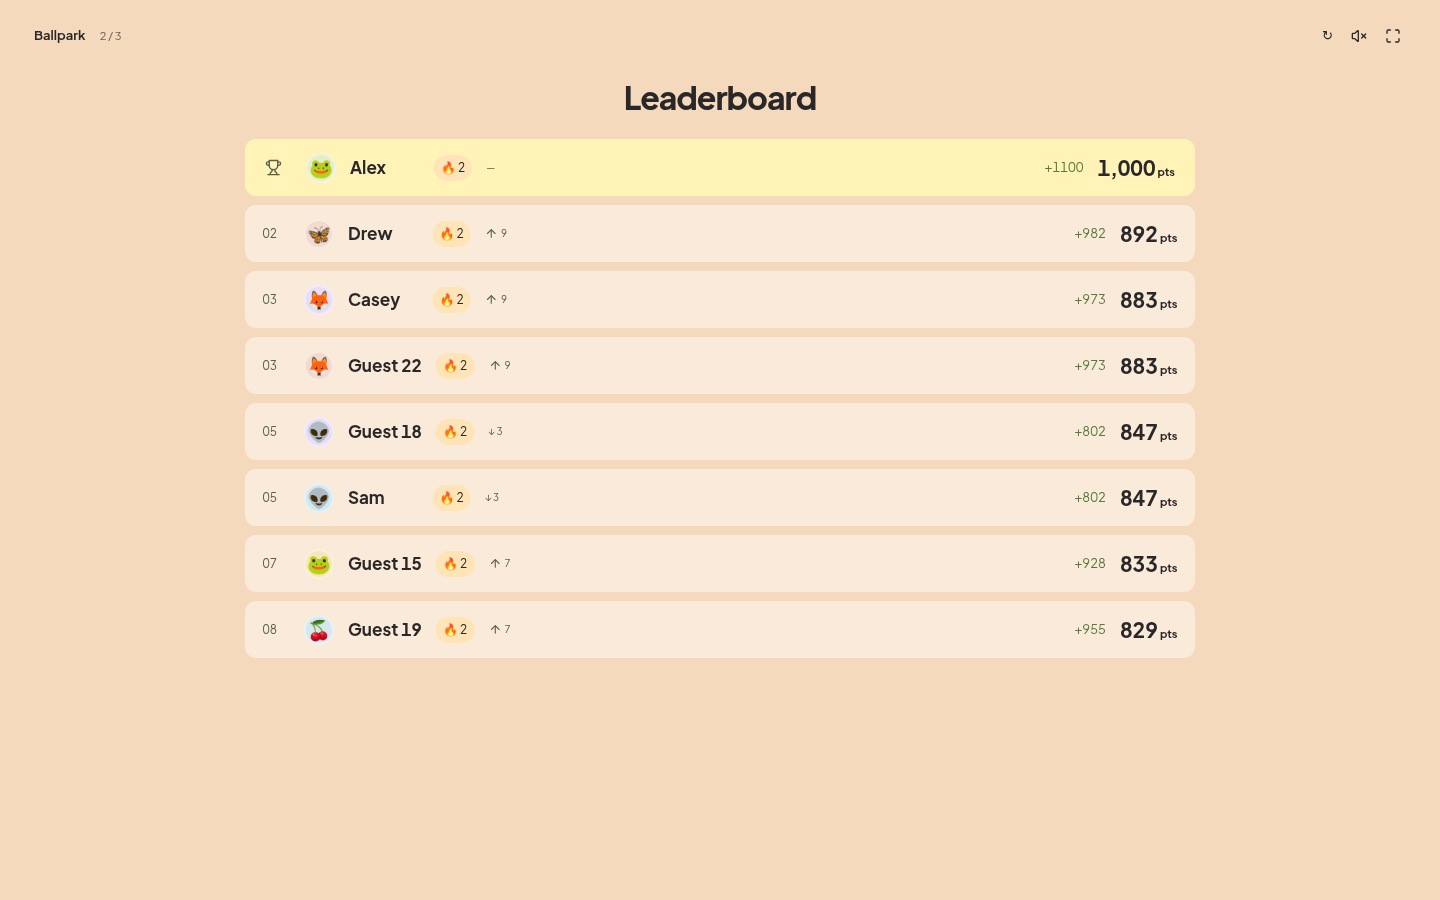 Ballpark 2/3
Leaderboard
Alex 🔥 2 – +1100 1,000 pts
02 Drew 🔥 2 ↑ 9 +982 892 pts
03 Casey 🔥 2 ↑ 9 +973 883 pts
03 Guest 22 🔥 2 ↑ 9 +973 883 pts
05 Guest 18 🔥 2 ↓3 +802 847 pts
05 Sam 🔥 2 ↓3 +802 847 pts
07 Guest 15 🔥 2 ↑ 7 +928 833 pts
08 Guest 19 🔥 2 ↑ 7 +955 829 pts